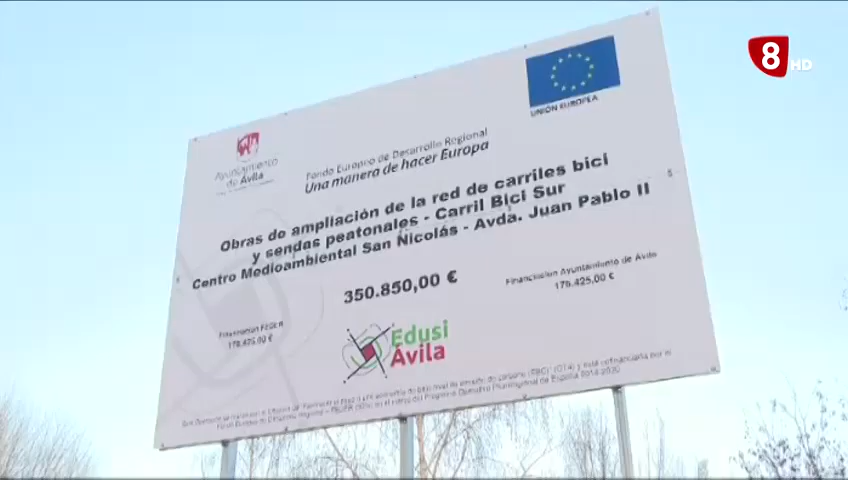 8 HD
UNIÓN EUROPEA
Ayuntamiento
de Ávila
Fondo Europeo de Desarrollo Regional
Una manera de hacer Europa
Obras de ampliación de la red de carriles bici
y sendas peatonales - Carril Bici Sur
Centro Medioambiental San Nicolás - Avda. Juan Pablo II
350.850,00 €
Financiación FEDER
175.425,00 €
Financiación Ayuntamiento de Ávila
175.425,00 €
Edusi
Ávila